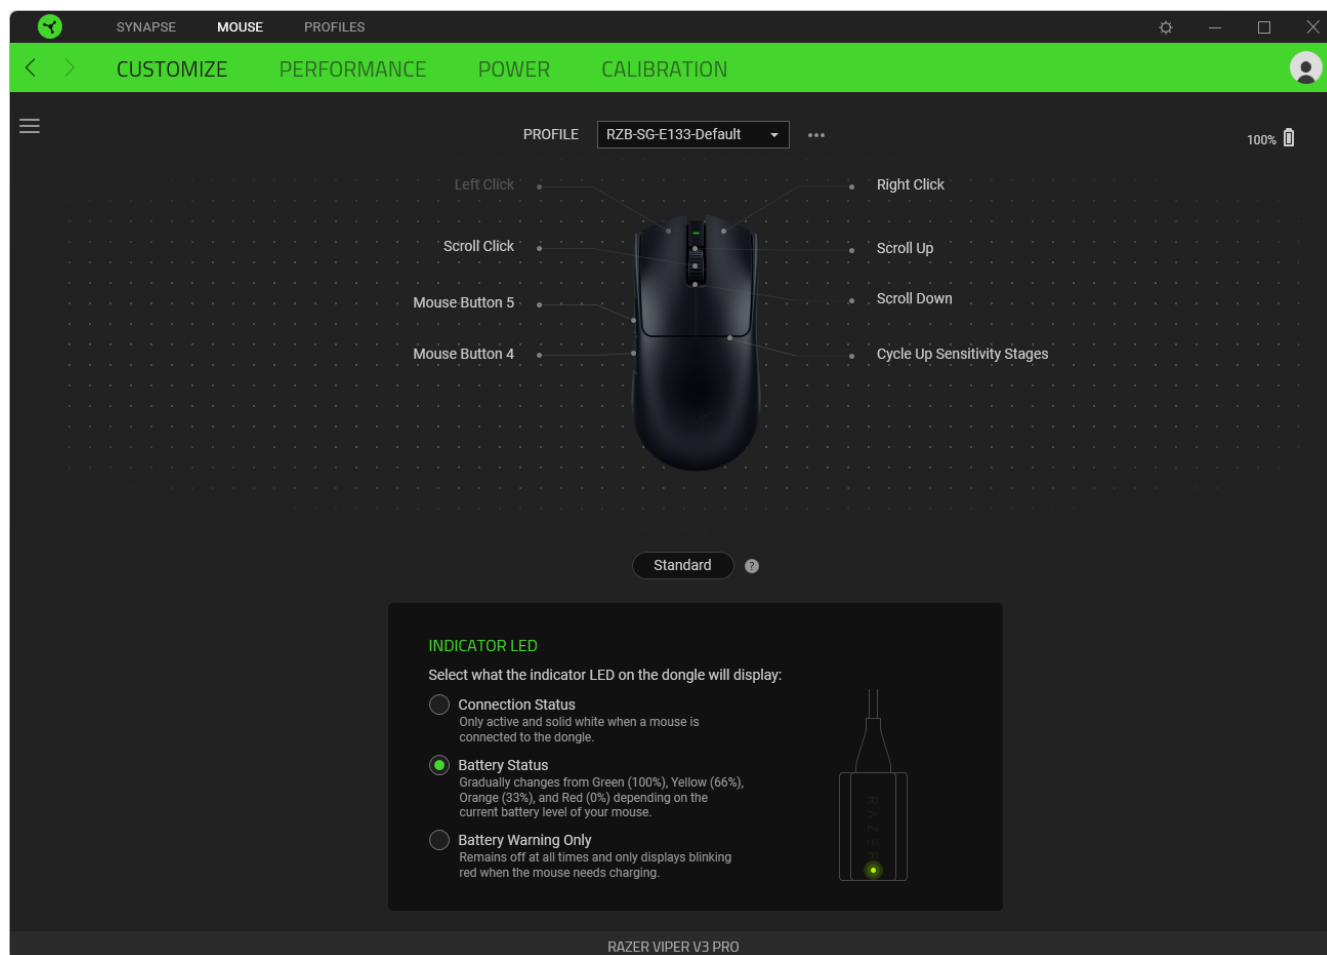 SYNAPSE MOUSE PROFILES
CUSTOMIZE PERFORMANCE POWER CALIBRATION
PROFILE RZB-SG-E133-Default
100%
Left Click
Right Click
Scroll Click
Scroll Up
Mouse Button 5
Scroll Down
Mouse Button 4
Cycle Up Sensitivity Stages
Standard ?
INDICATOR LED
Select what the indicator LED on the dongle will display:
Connection Status
Only active and solid white when a mouse is
connected to the dongle.
Battery Status
Gradually changes from Green (100%), Yellow (66%),
Orange (33%), and Red (0%) depending on the
current battery level of your mouse.
Battery Warning Only
Remains off at all times and only displays blinking
red when the mouse needs charging.
RAZER
RAZER VIPER V3 PRO